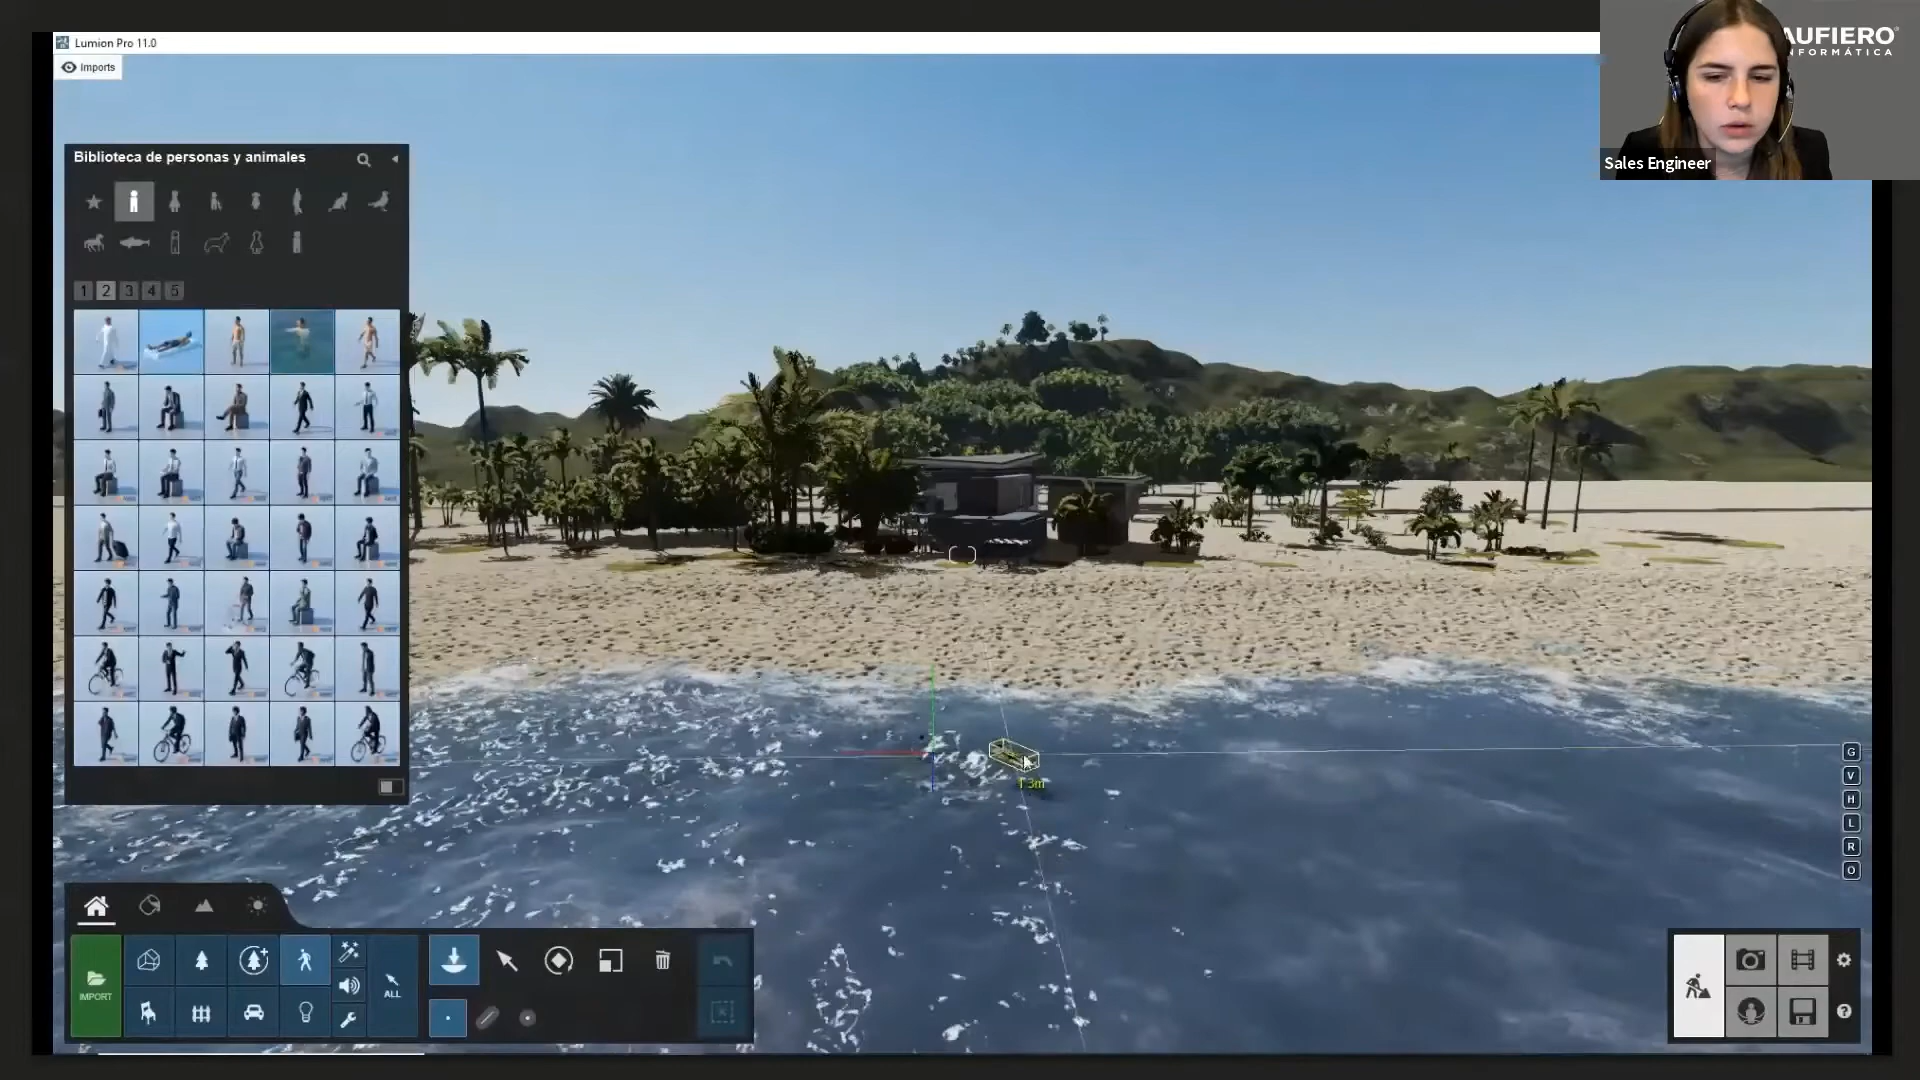 Lumion Pro 11.0
Imports
AUFIERO®
INFORMÁTICA
Sales Engineer
Biblioteca de personas y animales
1 2 3 4 5
G
V
H
L
R
O
IMPORT
ALL
?